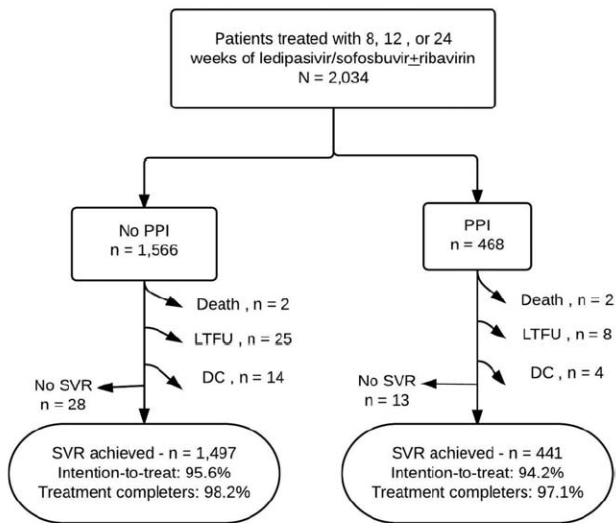 Patients treated with 8, 12 , or 24
weeks of ledipasivir/sofosbuvir±ribavirin
N = 2,034
No PPI
n = 1,566
PPI
n = 468
Death , n = 2
LTFU , n = 25
DC , n = 14
No SVR
n = 28
Death , n = 2
LTFU , n = 8
DC , n = 4
No SVR
n = 13
SVR achieved - n = 1,497
Intention-to-treat: 95.6%
Treatment completers: 98.2%
SVR achieved - n = 441
Intention-to-treat: 94.2%
Treatment completers: 97.1%